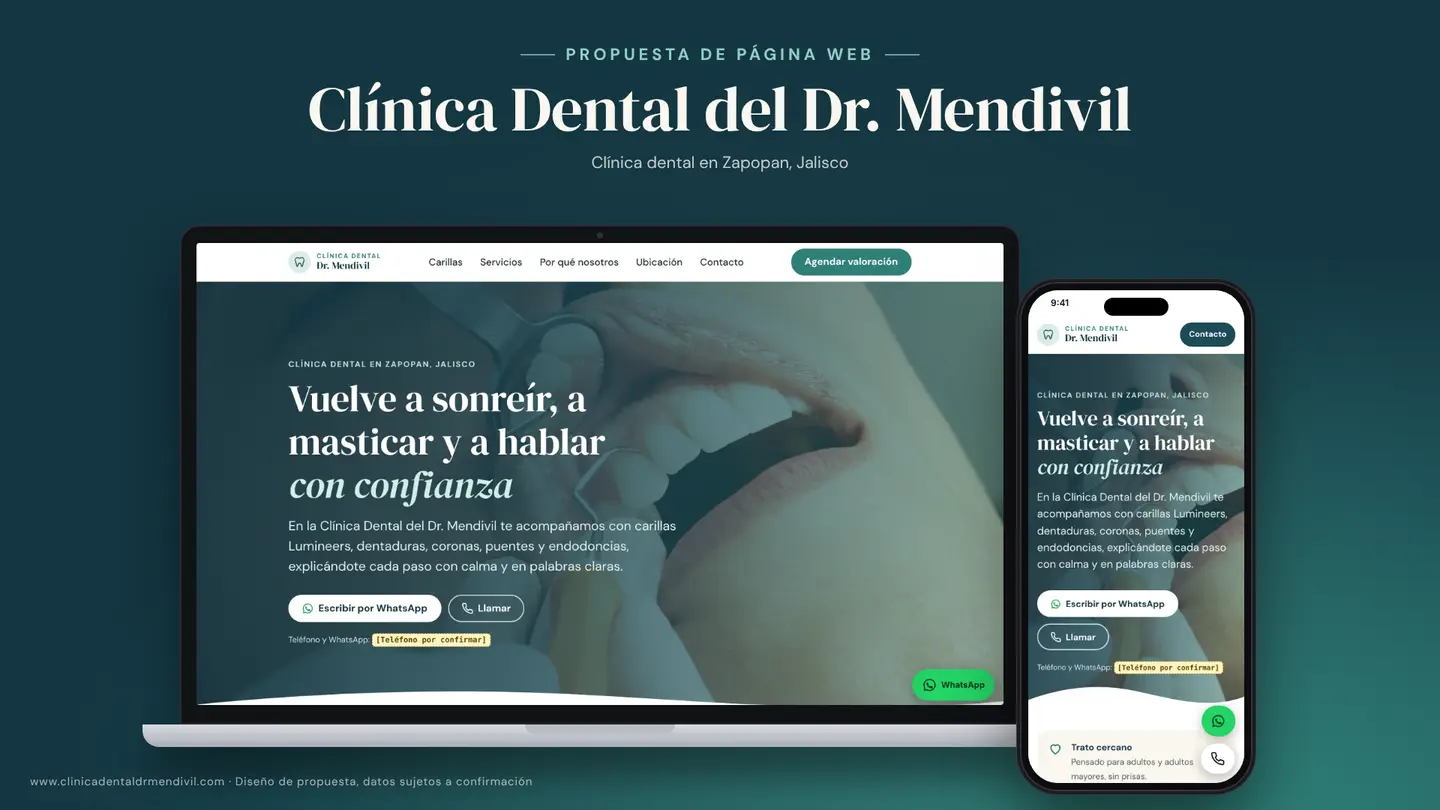 PROPUESTA DE PÁGINA WEB
Clínica Dental del Dr. Mendivil
Clínica dental en Zapopan, Jalisco
CLÍNICA DENTAL
Dr. Mendivil
Carillas
Servicios
Por qué nosotros
Ubicación
Contacto
Agendar valoración
CLÍNICA DENTAL EN ZAPOPAN, JALISCO
Vuelve a sonreír, a
masticar y a hablar
con confianza
En la Clínica Dental del Dr. Mendivil te acompañamos con carillas
Lumineers, dentaduras, coronas, puentes y endodoncias,
explicándote cada paso con calma y en palabras claras.
Escribir por WhatsApp
Llamar
Teléfono y WhatsApp: [Teléfono por confirmar]
WhatsApp
9:41
CLÍNICA DENTAL
Dr. Mendivil
Contacto
CLÍNICA DENTAL EN ZAPOPAN, JALISCO
Vuelve a sonreír, a
masticar y a hablar
con confianza
En la Clínica Dental del Dr. Mendivil te
acompañamos con carillas Lumineers,
dentaduras, coronas, puentes y
endodoncias, explicándote cada paso
con calma y en palabras claras.
Escribir por WhatsApp
Llamar
Teléfono y WhatsApp: [Teléfono por confirmar]
Trato cercano
Pensado para adultos y adultos
mayores, sin prisas.
www.clinicadentaldrmendivil.com · Diseño de propuesta, datos sujetos a confirmación